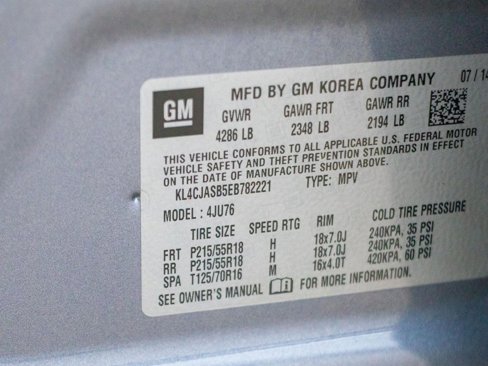 GM
MFD BY GM KOREA COMPANY 07 / 14
GVWR GAWR FRT GAWR RR
4286 LB 2348 LB 2194 LB
THIS VEHICLE CONFORMS TO ALL APPLICABLE U.S. FEDERAL MOTOR
VEHICLE SAFETY AND THEFT PREVENTION STANDARDS IN EFFECT
ON THE DATE OF MANUFACTURE SHOWN ABOVE.
KL4CJASB5EB782221 TYPE: MPV
MODEL : 4JU76
TIRE SIZE SPEED RTG RIM COLD TIRE PRESSURE
FRT P215/55R18 H 18x7.0J 240KPA, 35 PSI
RR P215/55R18 H 18x7.0J 240KPA, 35 PSI
SPA T125/70R16 M 16x4.0T 420KPA, 60 PSI
SEE OWNER'S MANUAL FOR MORE INFORMATION.